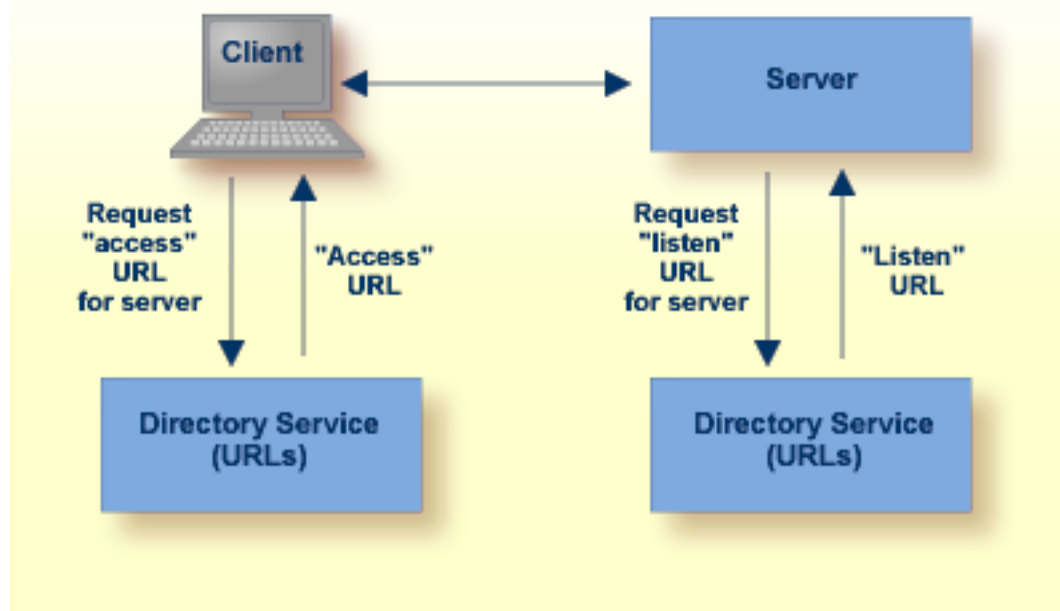 Client
Server
Request
"access"
URL
for server
"Access"
URL
Request
"listen"
URL
for server
"Listen"
URL
Directory Service
(URLs)
Directory Service
(URLs)